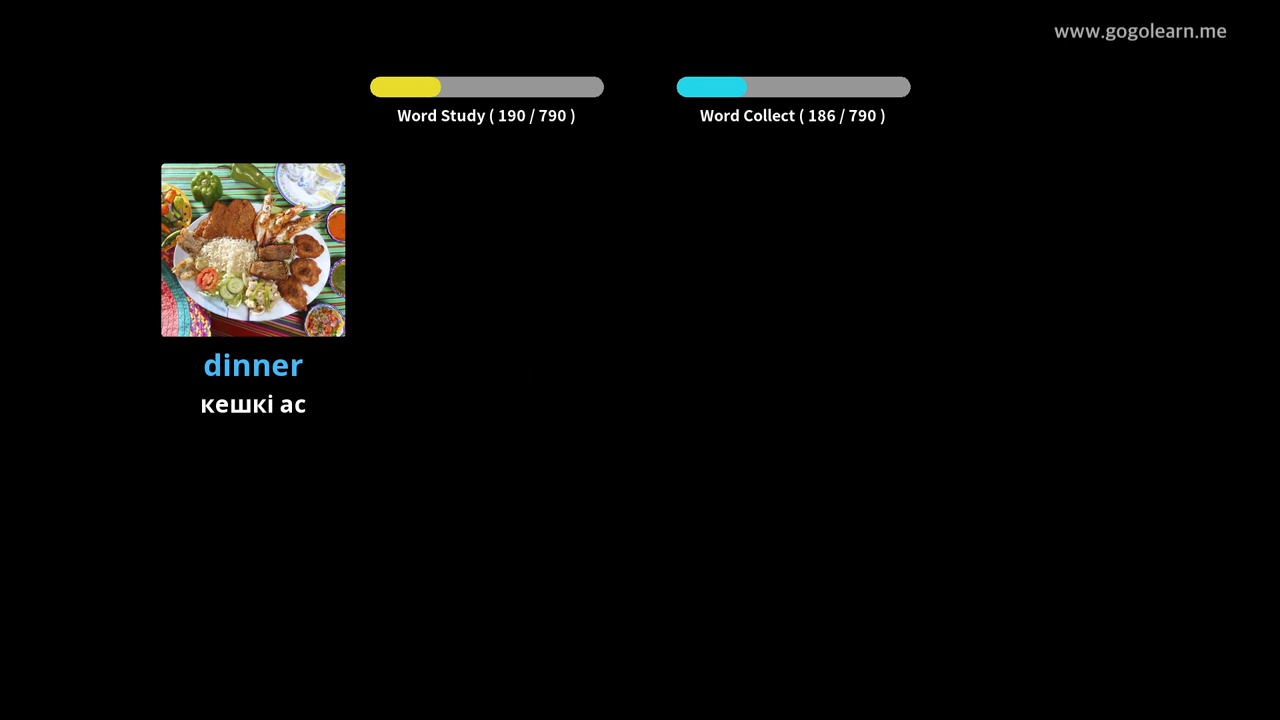 www.gogolearn.me
Word Study ( 190 / 790 )
Word Collect ( 186 / 790 )
dinner
кешкі ас